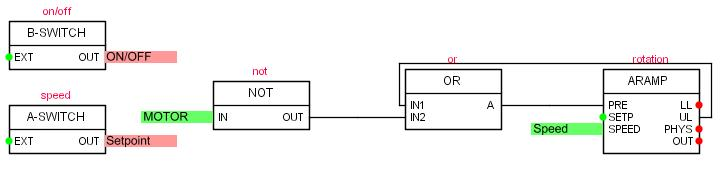 on/off
B-SWITCH
EXT OUT ON/OFF
speed
A-SWITCH
EXT OUT Setpoint
not
NOT
MOTOR IN OUT
or
OR
IN1 A
IN2
rotation
ARAMP
PRE LL
SETP UL
Speed SPEED PHYS
OUT